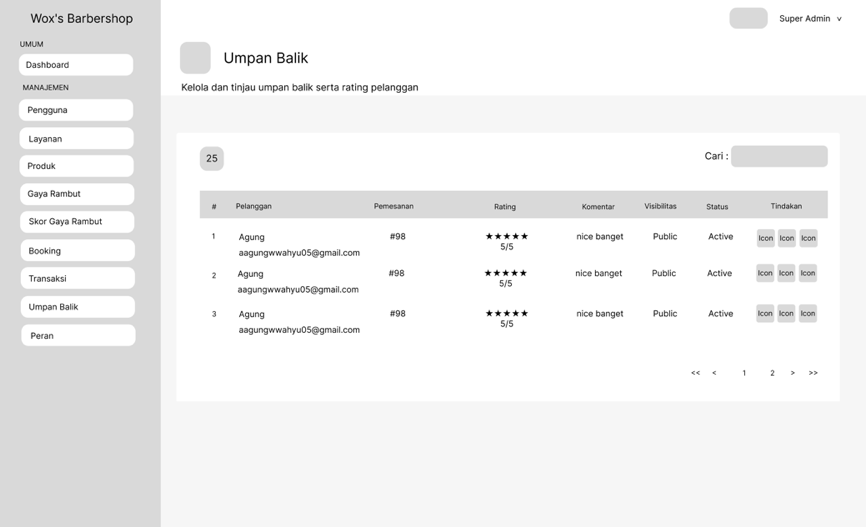 Wox's Barbershop
UMUM
Dashboard
MANAJEMEN
Pengguna
Layanan
Produk
Gaya Rambut
Skor Gaya Rambut
Booking
Transaksi
Umpan Balik
Peran
Super Admin v
Umpan Balik
Kelola dan tinjau umpan balik serta rating pelanggan
25
Cari :
# Pelanggan Pemesanan Rating Komentar Visibilitas Status Tindakan
1 Agung #98 ★★★★★ nice banget Public Active Icon Icon Icon
aagungwwahyu05@gmail.com 5/5
2 Agung #98 ★★★★★ nice banget Public Active Icon Icon Icon
aagungwwahyu05@gmail.com 5/5
3 Agung #98 ★★★★★ nice banget Public Active Icon Icon Icon
aagungwwahyu05@gmail.com 5/5
<< < 1 2 > >>